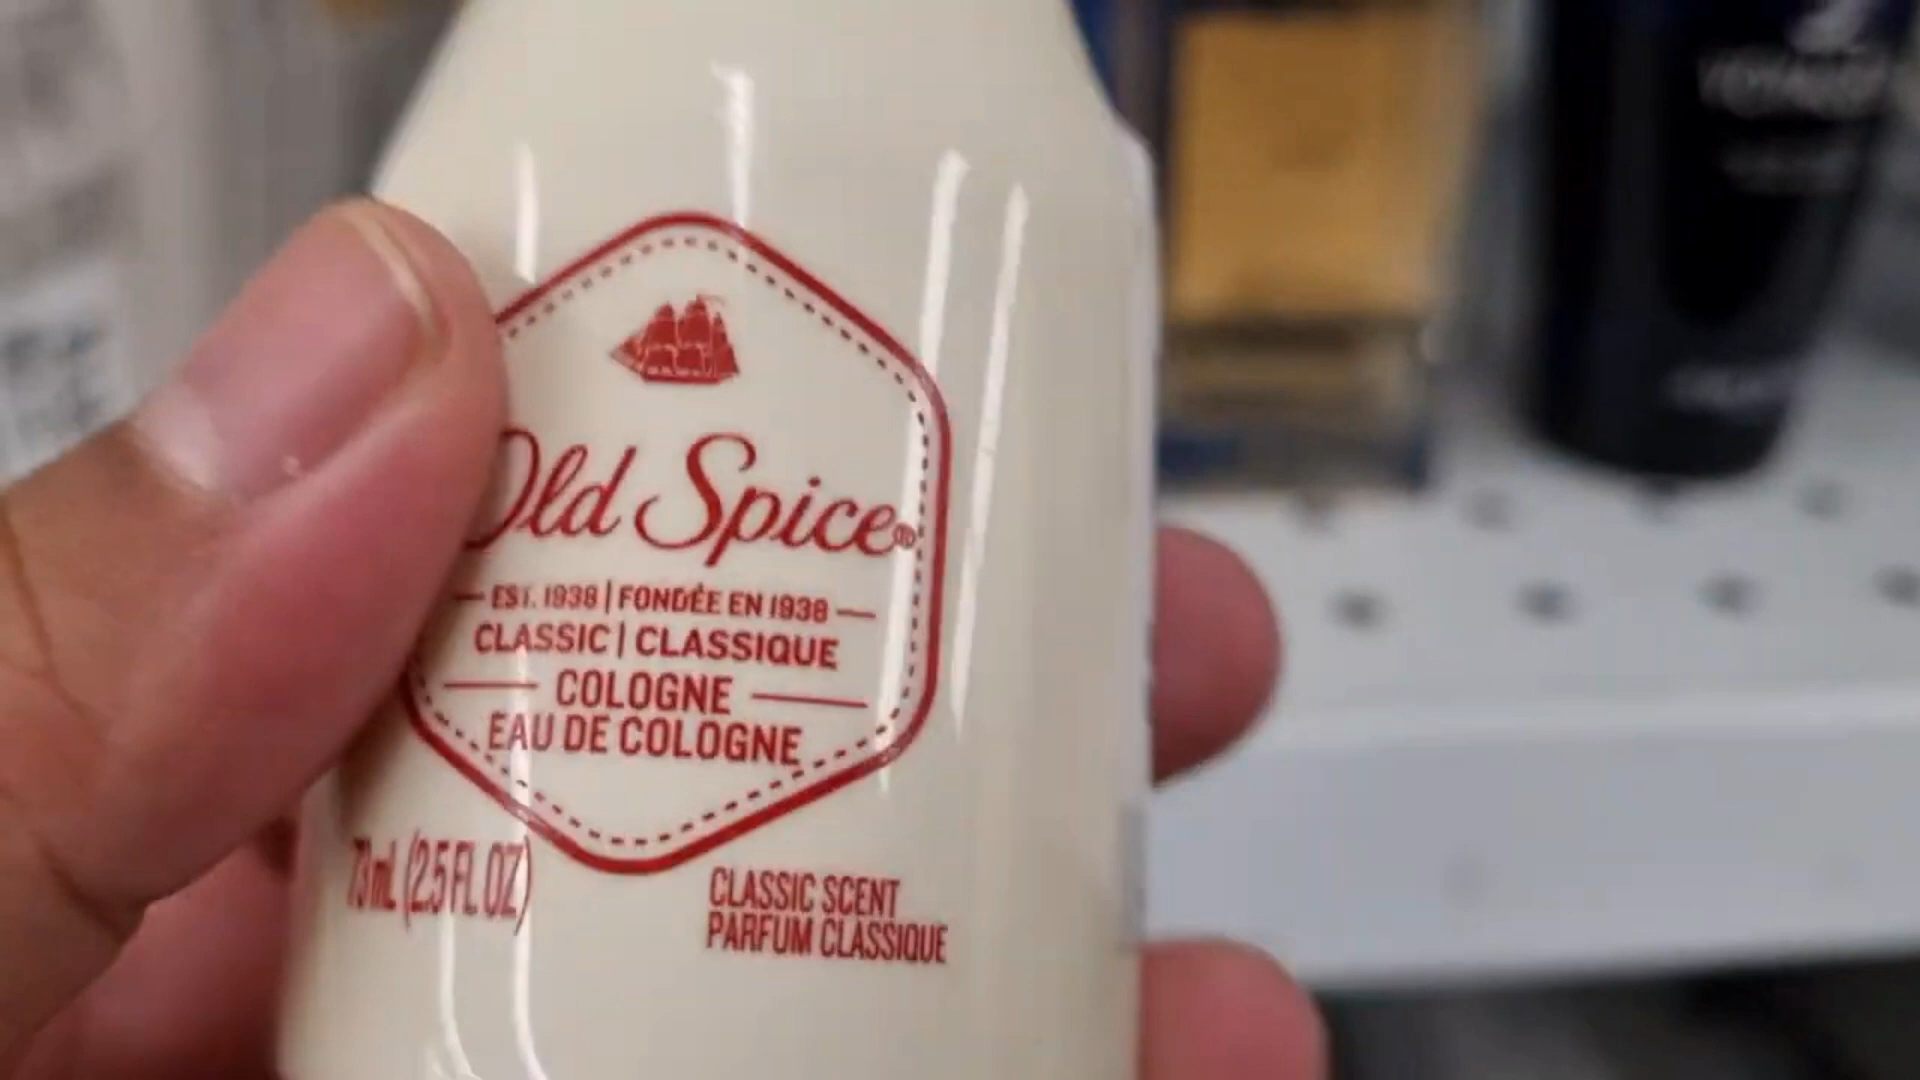 Old Spice®
EST. 1938 | FONDÉE EN 1938
CLASSIC | CLASSIQUE
COLOGNE
EAU DE COLOGNE
73 mL (2.5 FL OZ)
CLASSIC SCENT
PARFUM CLASSIQUE